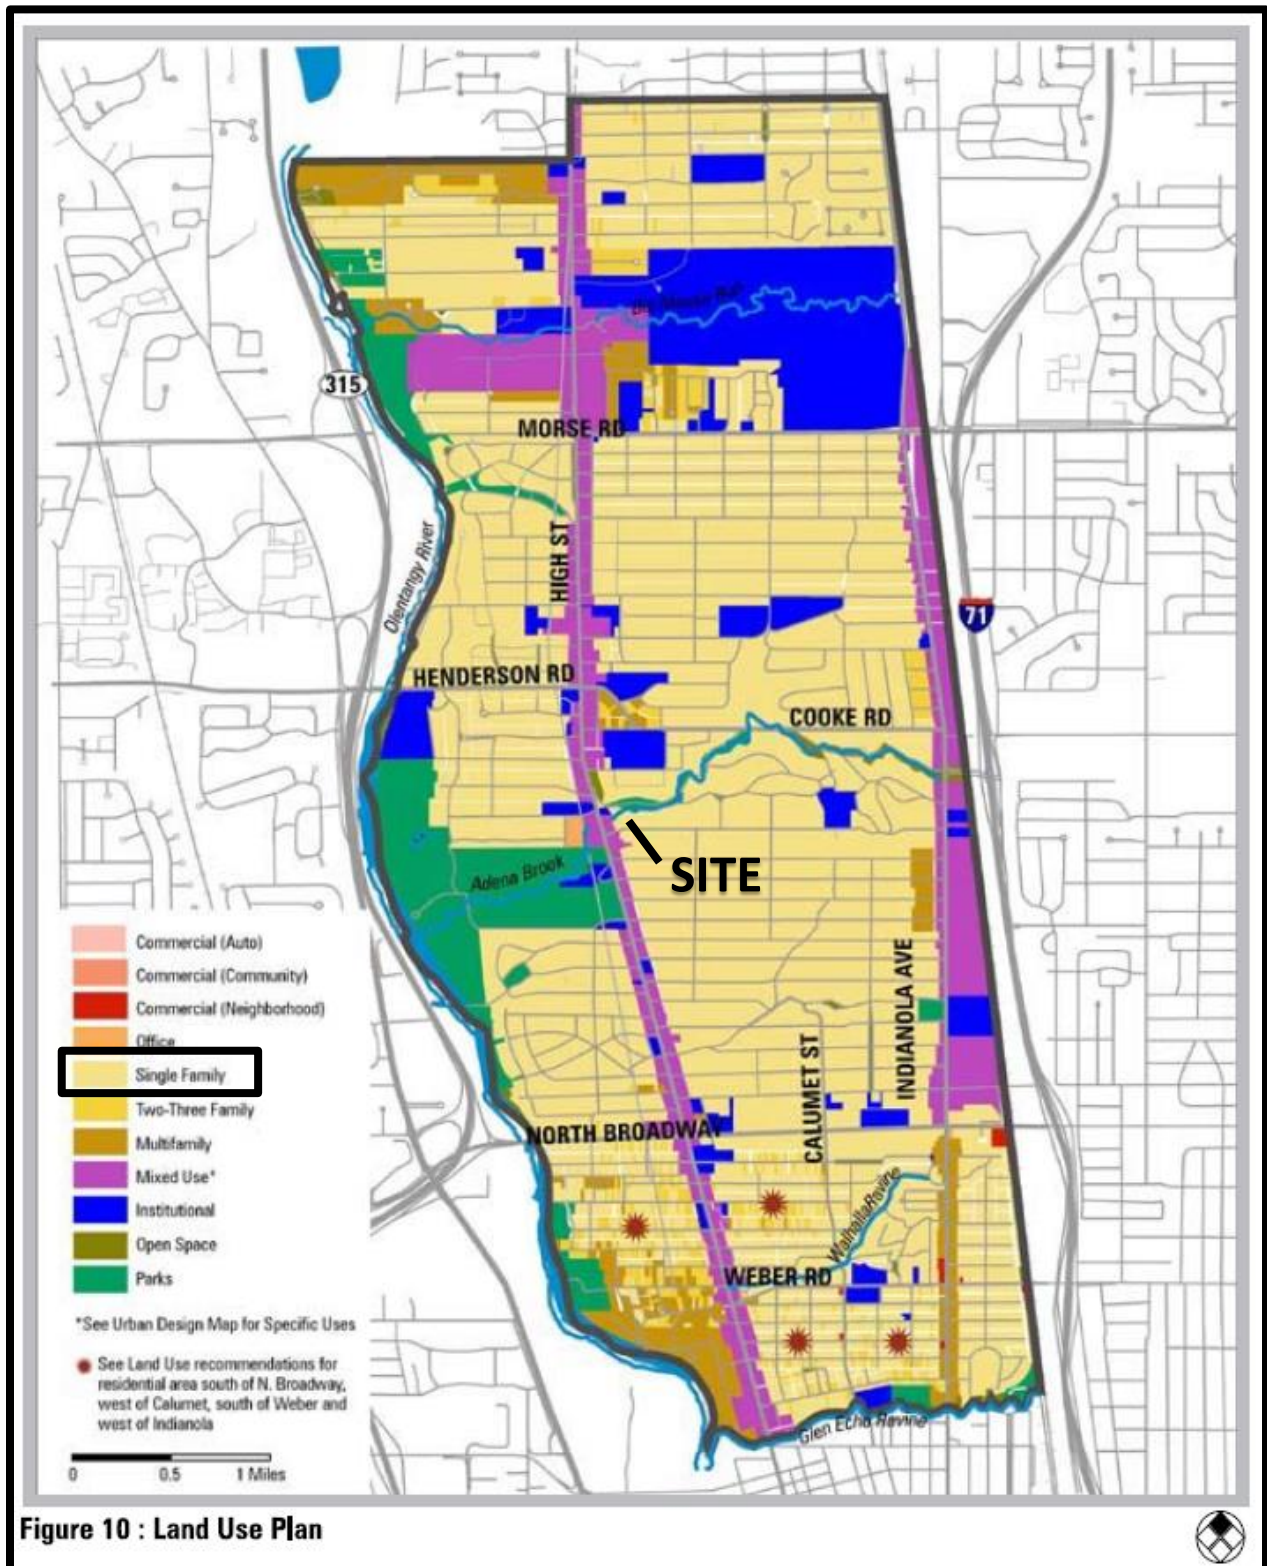 Big Mouse Run
315
MORSE RD
HIGH ST
Olentangy River
71
HENDERSON RD
COOKE RD
SITE
Adena Brook
INDIANOLA AVE
CALUMET ST
NORTH BROADWAY
Walhalla Ravine
WEBER RD
Glen Echo Ravine
Commercial (Auto)
Commercial (Community)
Commercial (Neighborhood)
Office
Single Family
Two-Three Family
Multifamily
Mixed Use*
Institutional
Open Space
Parks
*See Urban Design Map for Specific Uses
See Land Use recommendations for
residential area south of N. Broadway,
west of Calumet, south of Weber and
west of Indianola
0 0.5 1 Miles
Figure 10 : Land Use Plan